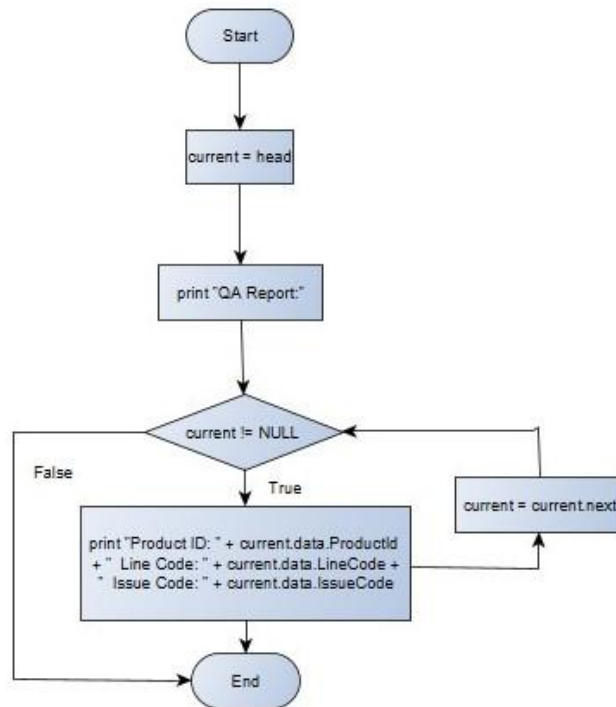 Start
current = head
print "QA Report:"
current != NULL
False
True
current = current.next
print "Product ID: " + current.data.ProductId
+ "  Line Code: " + current.data.LineCode +
"  Issue Code: " + current.data.IssueCode
End